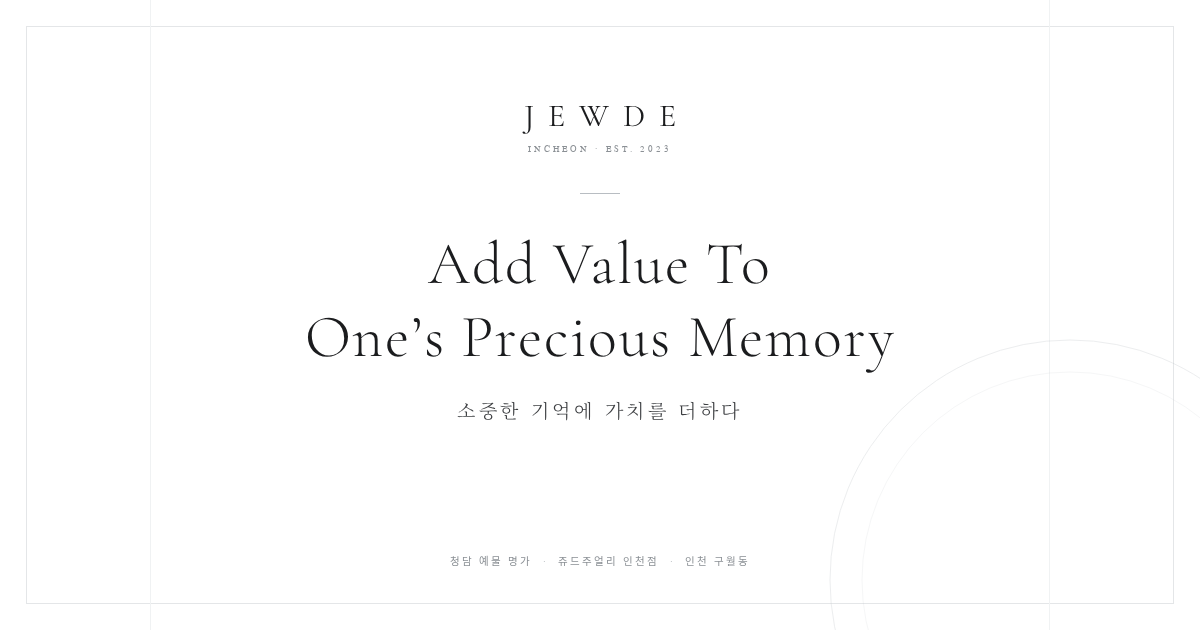 JEWDE
INCHEON · EST. 2023
Add Value To
One’s Precious Memory
소중한 기억에 가치를 더하다
청담 예물 명가 · 쥬드주얼리 인천점 · 인천 구월동